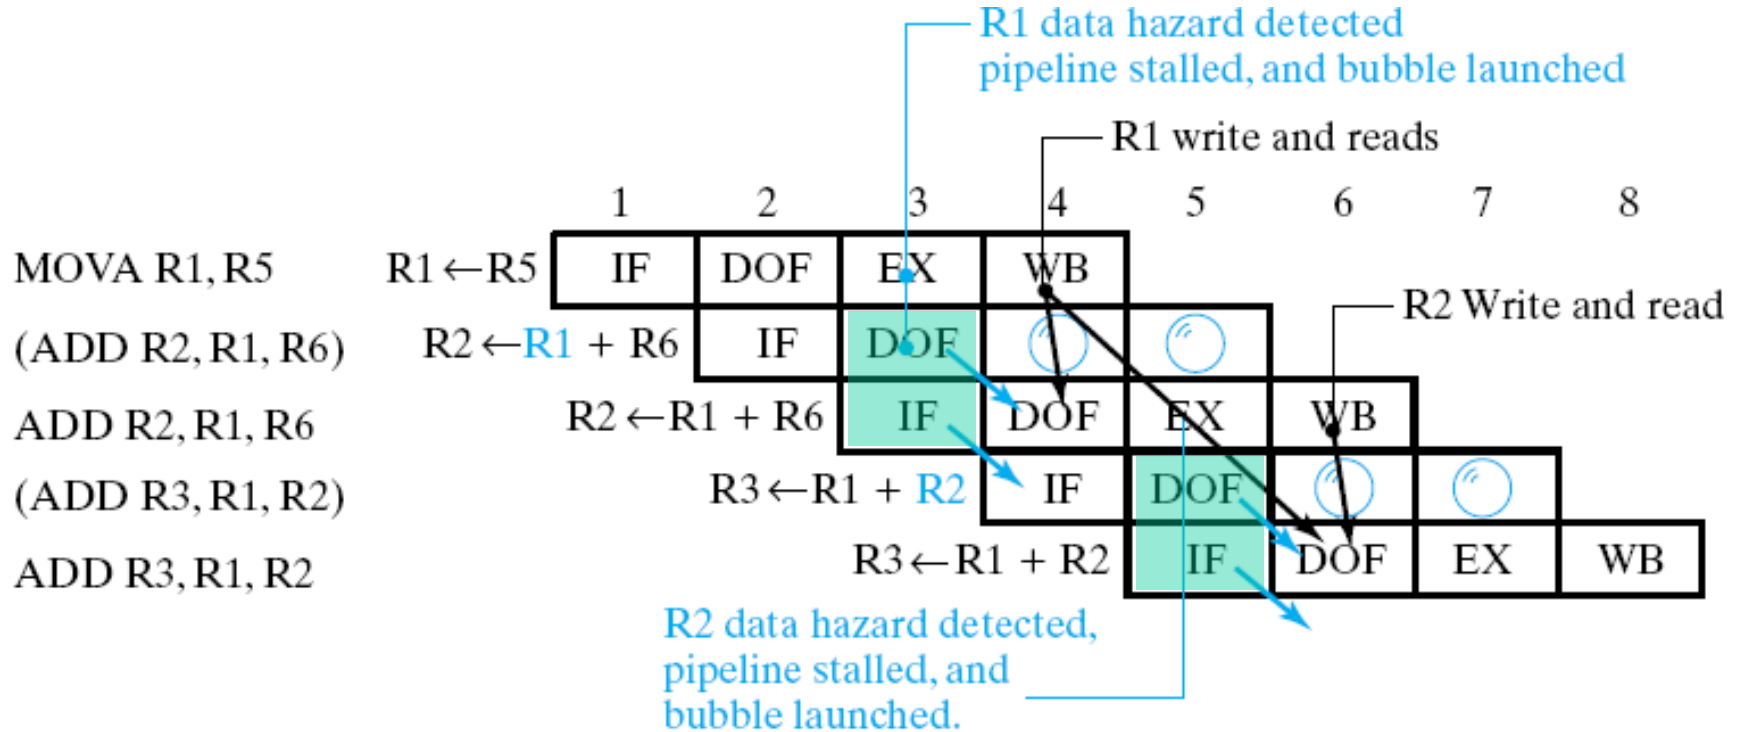 R1 data hazard detected
pipeline stalled, and bubble launched
R1 write and reads
1 2 3 4 5 6 7 8
MOVA R1, R5 R1←R5 IF DOF EX WB
R2 Write and read
(ADD R2, R1, R6) R2←R1 + R6 IF DOF
ADD R2, R1, R6 R2←R1 + R6 IF DOF EX WB
(ADD R3, R1, R2) R3←R1 + R2 IF DOF
ADD R3, R1, R2 R3←R1 + R2 IF DOF EX WB
R2 data hazard detected,
pipeline stalled, and
bubble launched.